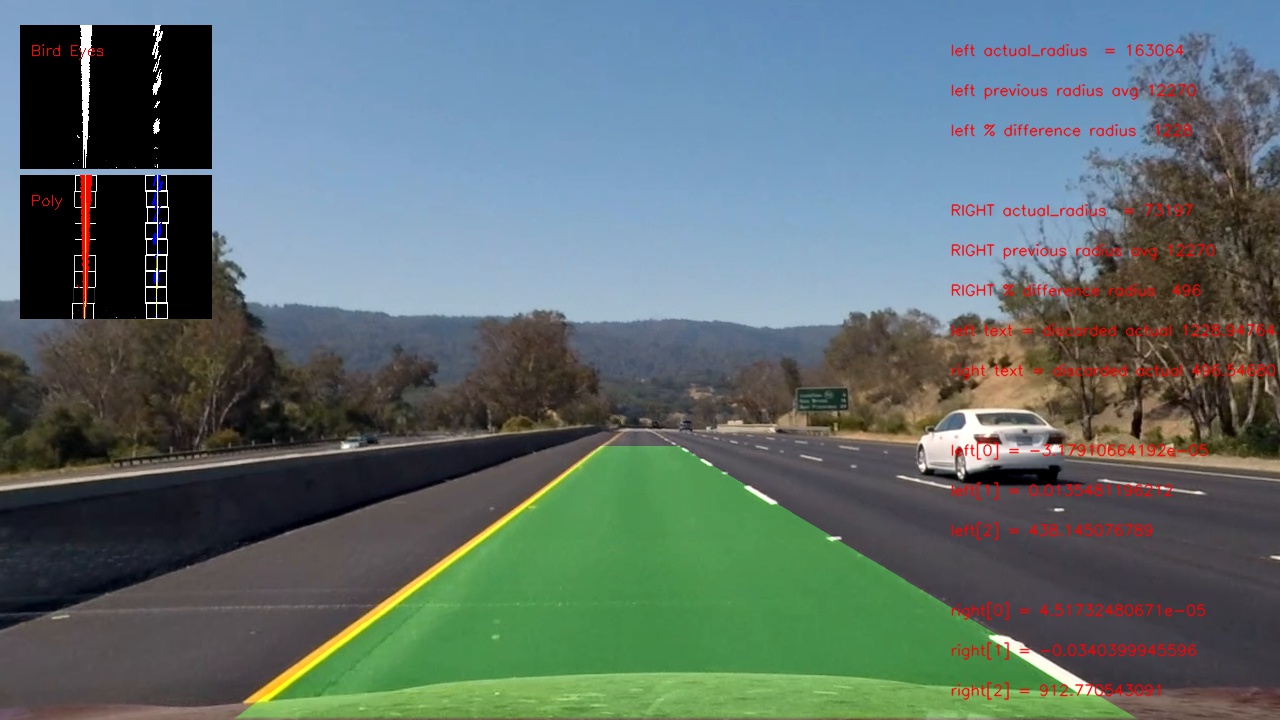 Bird Eyes
Poly
left actual_radius = 163064
left previous radius avg 12270
left % difference radius 1228
RIGHT actual_radius = 73197
RIGHT previous radius avg 12270
RIGHT % difference radius 496
left text = discarded actual 1228.94764
right text = discarded actual 496.54680
left[0] = -3.17910664192e-05
left[1] = 0.0135481196212
left[2] = 438.145076789
right[0] = 4.51732480671e-05
right[1] = -0.0340399945596
right[2] = 912.770543091